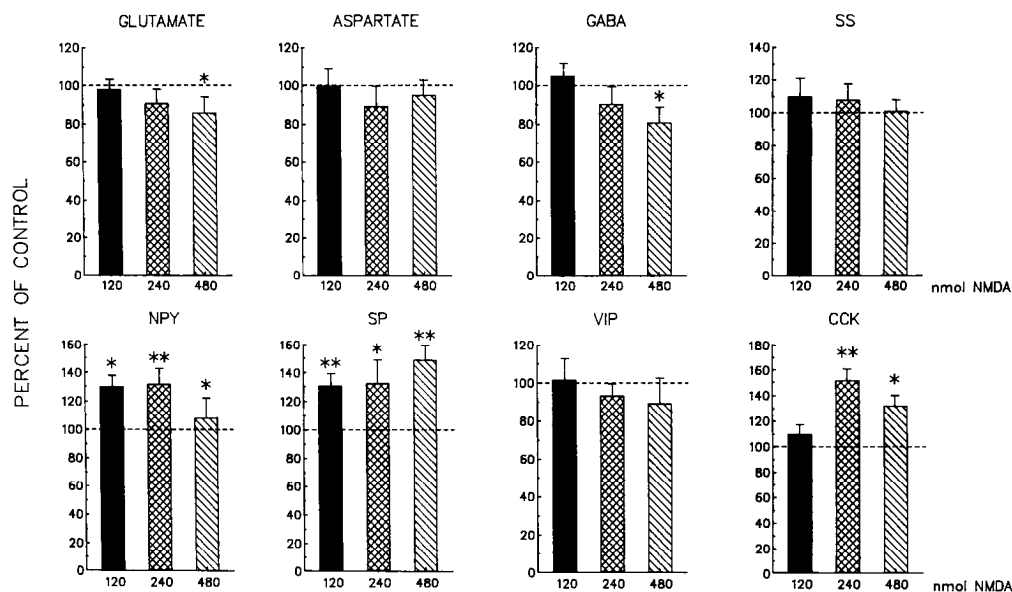 GLUTAMATE ASPARTATE GABA SS
120 120 120 140
100 100 100 120
80 80 80 100
60 60 60 80
40 40 40 60
20 20 20 40
0 0 0 20
0
* *
120 240 480 120 240 480 120 240 480 120 240 480 nmol NMDA
PERCENT OF CONTROL
NPY SP VIP CCK
160 160 120 180
140 140 100 160
120 120 80 140
100 100 60 120
80 80 40 100
60 60 20 80
40 40 0 60
20 20 40
0 0 20
0
* ** * ** * ** ** *
120 240 480 120 240 480 120 240 480 120 240 480 nmol NMDA